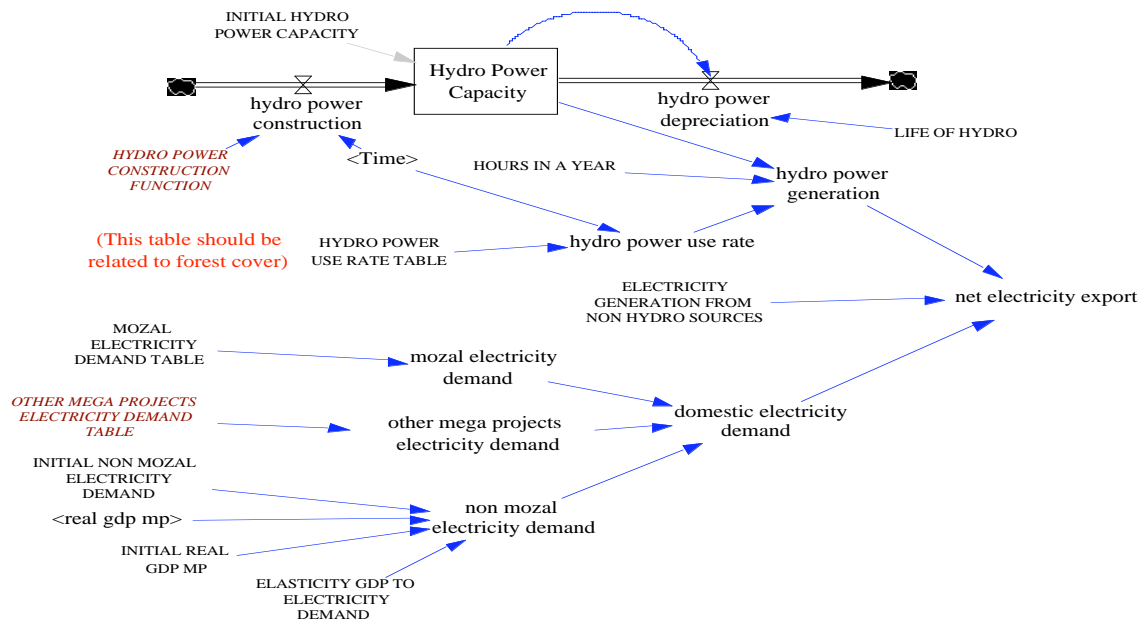 INITIAL HYDRO
POWER CAPACITY
Hydro Power
Capacity
hydro power
construction
hydro power
depreciation
LIFE OF HYDRO
HYDRO POWER
CONSTRUCTION
FUNCTION
<Time>
HOURS IN A YEAR
hydro power
generation
(This table should be
related to forest cover)
HYDRO POWER
USE RATE TABLE
hydro power use rate
ELECTRICITY
GENERATION FROM
NON HYDRO SOURCES
net electricity export
MOZAL
ELECTRICITY
DEMAND TABLE
mozal electricity
demand
OTHER MEGA PROJECTS
ELECTRICITY DEMAND
TABLE
other mega projects
electricity demand
domestic electricity
demand
INITIAL NON MOZAL
ELECTRICITY
DEMAND
<real gdp mp>
non mozal
electricity demand
INITIAL REAL
GDP MP
ELASTICITY GDP TO
ELECTRICITY
DEMAND